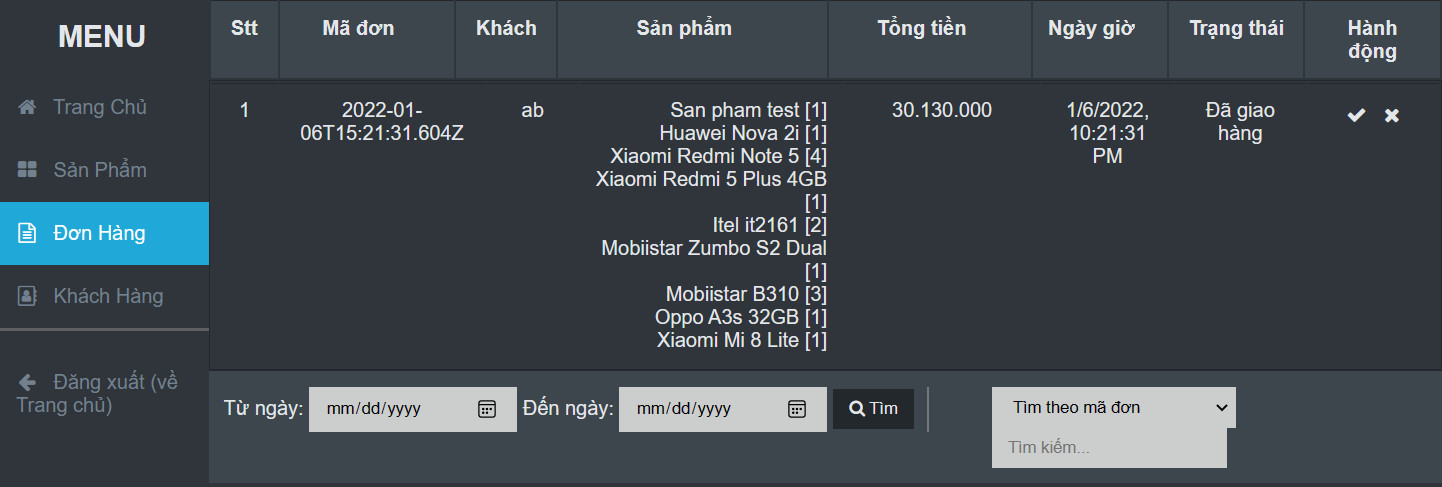 MENU
Trang Chủ
Sản Phẩm
Đơn Hàng
Khách Hàng
Đăng xuất (về
Trang chủ)
Stt
Mã đơn
Khách
Sản phẩm
Tổng tiền
Ngày giờ
Trạng thái
Hành
động
1
2022-01-
06T15:21:31.604Z
ab
San pham test [1]
Huawei Nova 2i [1]
Xiaomi Redmi Note 5 [4]
Xiaomi Redmi 5 Plus 4GB
[1]
Itel it2161 [2]
Mobiistar Zumbo S2 Dual
[1]
Mobiistar B310 [3]
Oppo A3s 32GB [1]
Xiaomi Mi 8 Lite [1]
30.130.000
1/6/2022,
10:21:31
PM
Đã giao
hàng
Từ ngày: mm/dd/yyyy Đến ngày: mm/dd/yyyy Tìm
Tìm theo mã đơn
Tìm kiếm...